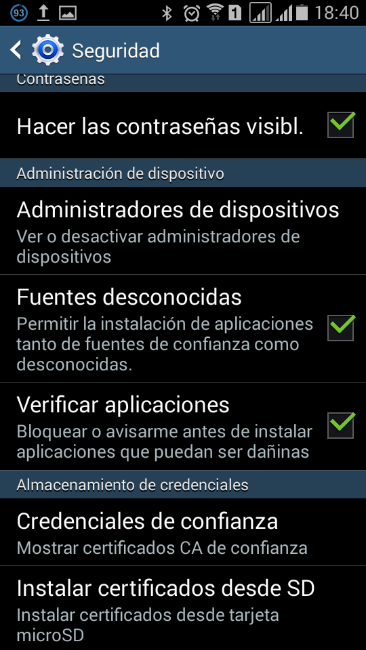 93 1 18:40
Seguridad
Contraseñas
Hacer las contraseñas visibl.
Administración de dispositivo
Administradores de dispositivos
Ver o desactivar administradores de
dispositivos
Fuentes desconocidas
Permitir la instalación de aplicaciones
tanto de fuentes de confianza como
desconocidas.
Verificar aplicaciones
Bloquear o avisarme antes de instalar
aplicaciones que puedan ser dañinas
Almacenamiento de credenciales
Credenciales de confianza
Mostrar certificados CA de confianza
Instalar certificados desde SD
Instalar certificados desde tarjeta
microSD